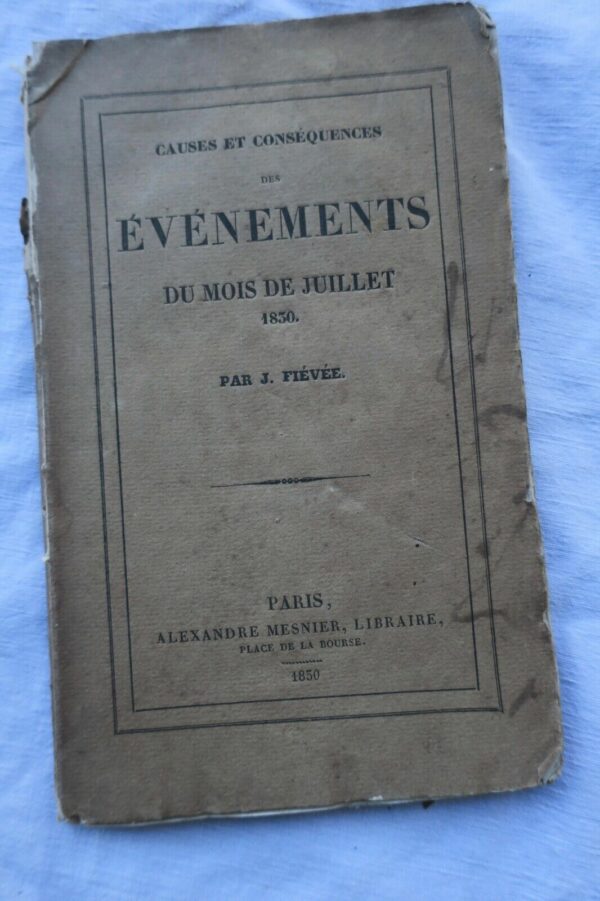 CAUSES ET CONSÉQUENCES
DES
ÉVÉNEMENTS
DU MOIS DE JUILLET
1830.
PAR J. FIÉVÉE.
PARIS,
ALEXANDRE MESNIER, LIBRAIRE,
PLACE DE LA BOURSE.
1830